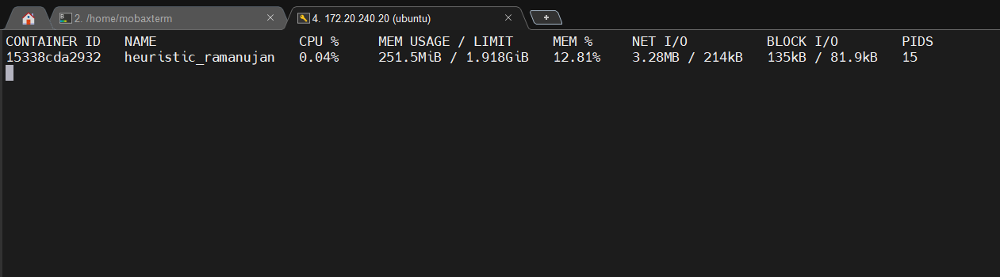 2. /home/mobaxterm
4. 172.20.240.20 (ubuntu)
CONTAINER ID NAME CPU % MEM USAGE / LIMIT MEM % NET I/O BLOCK I/O PIDS
15338cda2932 heuristic_ramanujan 0.04% 251.5MiB / 1.918GiB 12.81% 3.28MB / 214kB 135kB / 81.9kB 15